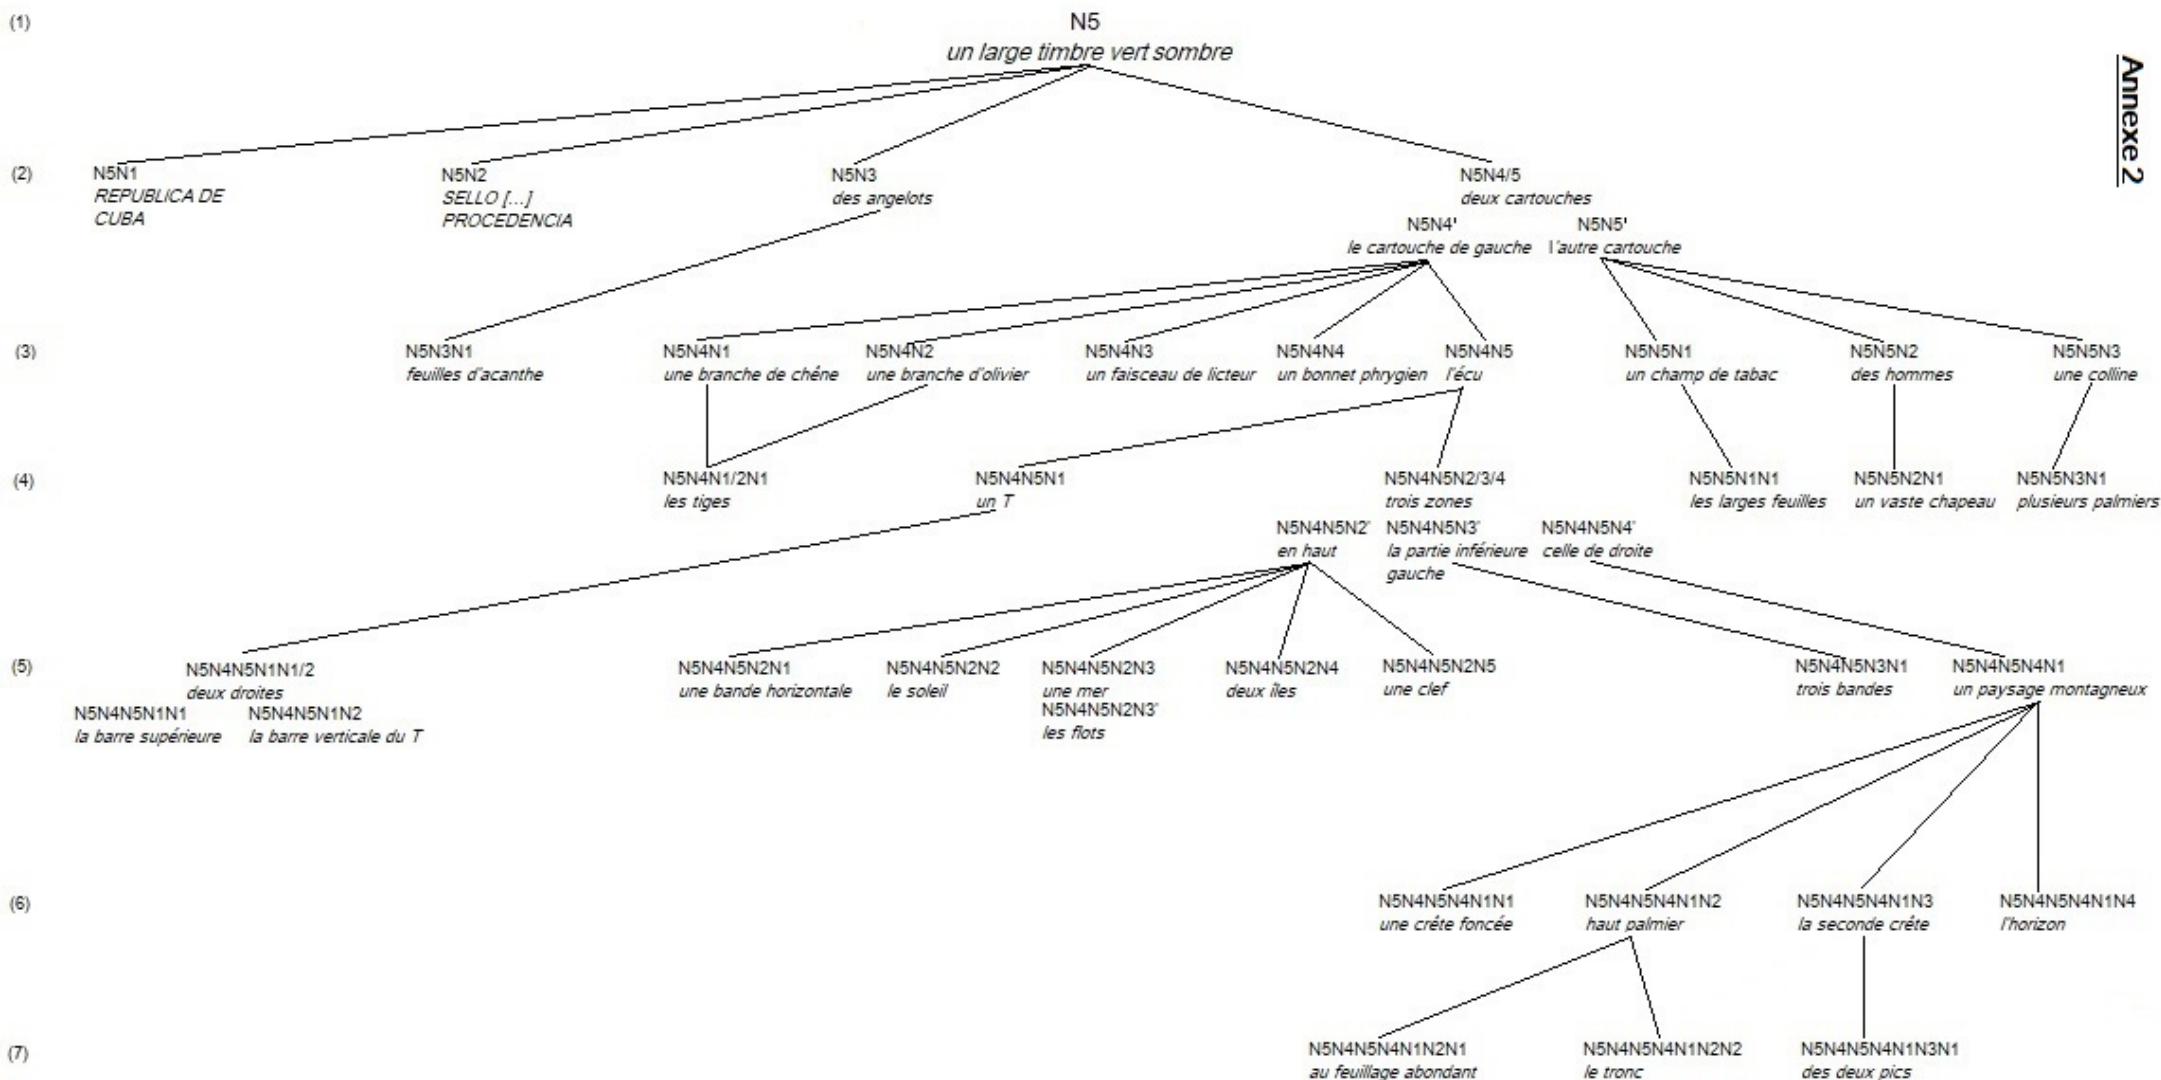 (1)
N5
un large timbre vert sombre
Annexe 2
(2)
N5N1
REPUBLICA DE
CUBA
N5N2
SELLO [...]
PROCEDENCIA
N5N3
des angelots
N5N4/5
deux cartouches
N5N4'
le cartouche de gauche
N5N5'
l'autre cartouche
(3)
N5N3N1
feuilles d'acanthe
N5N4N1
une branche de chêne
N5N4N2
une branche d'olivier
N5N4N3
un faisceau de licteur
N5N4N4
un bonnet phrygien
N5N4N5
l'écu
N5N5N1
un champ de tabac
N5N5N2
des hommes
N5N5N3
une colline
(4)
N5N4N1/2N1
les tiges
N5N4N5N1
un T
N5N4N5N2/3/4
trois zones
N5N4N5N2'
en haut
N5N4N5N3'
la partie inférieure
gauche
N5N4N5N4'
celle de droite
N5N5N1N1
les larges feuilles
N5N5N2N1
un vaste chapeau
N5N5N3N1
plusieurs palmiers
(5)
N5N4N5N1N1/2
deux droites
N5N4N5N1N1
la barre supérieure
N5N4N5N1N2
la barre verticale du T
N5N4N5N2N1
une bande horizontale
N5N4N5N2N2
le soleil
N5N4N5N2N3
une mer
N5N4N5N2N3'
les flots
N5N4N5N2N4
deux îles
N5N4N5N2N5
une clef
N5N4N5N3N1
trois bandes
N5N4N5N4N1
un paysage montagneux
(6)
N5N4N5N4N1N1
une crête foncée
N5N4N5N4N1N2
haut palmier
N5N4N5N4N1N3
la seconde crête
N5N4N5N4N1N4
l'horizon
(7)
N5N4N5N4N1N2N1
au feuillage abondant
N5N4N5N4N1N2N2
le tronc
N5N4N5N4N1N3N1
des deux pics